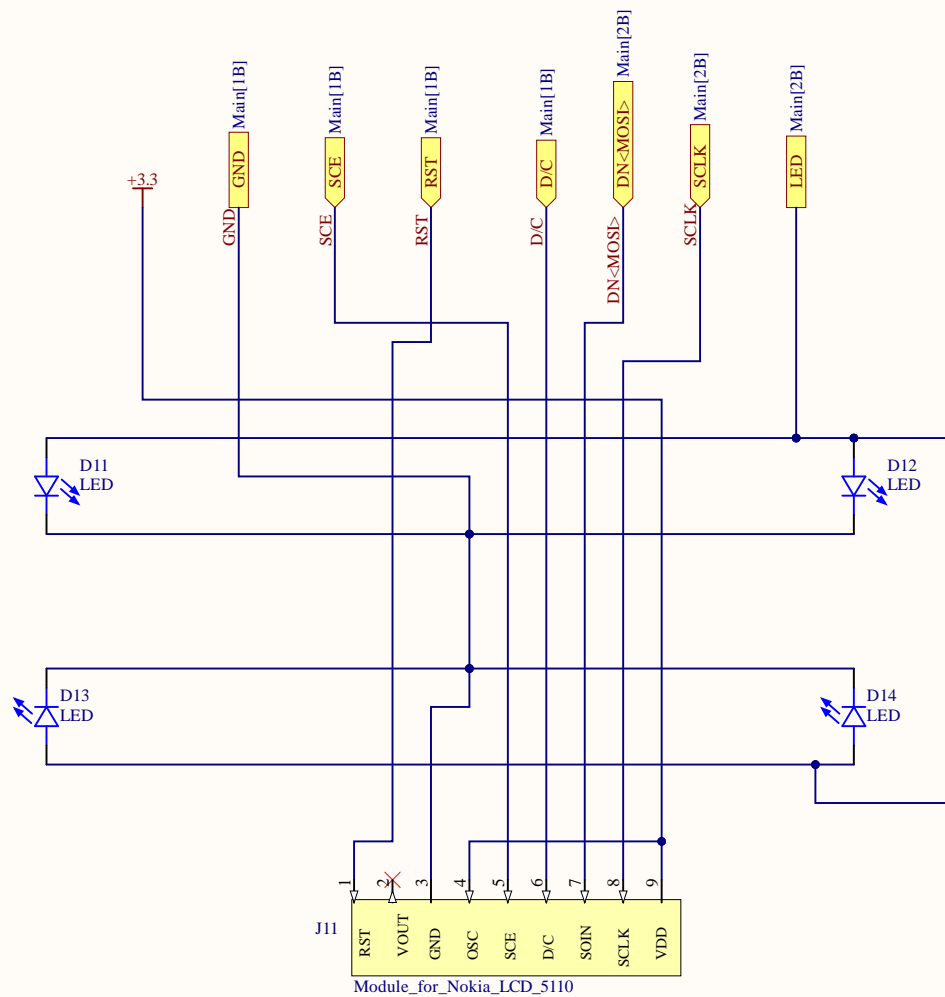 Main[1B]
Main[1B]
Main[1B]
Main[1B]
Main[2B]
Main[2B]
Main[2B]
+3.3
GND
SCE
RST
D/C
DN<MOSI>
SCLK
LED
GND
SCE
RST
D/C
DN<MOSI>
SCLK
D11
LED
D12
LED
D13
LED
D14
LED
1
2
3
4
5
6
7
8
9
J11
RST
VOUT
GND
OSC
SCE
D/C
SOIN
SCLK
VDD
Module_for_Nokia_LCD_5110